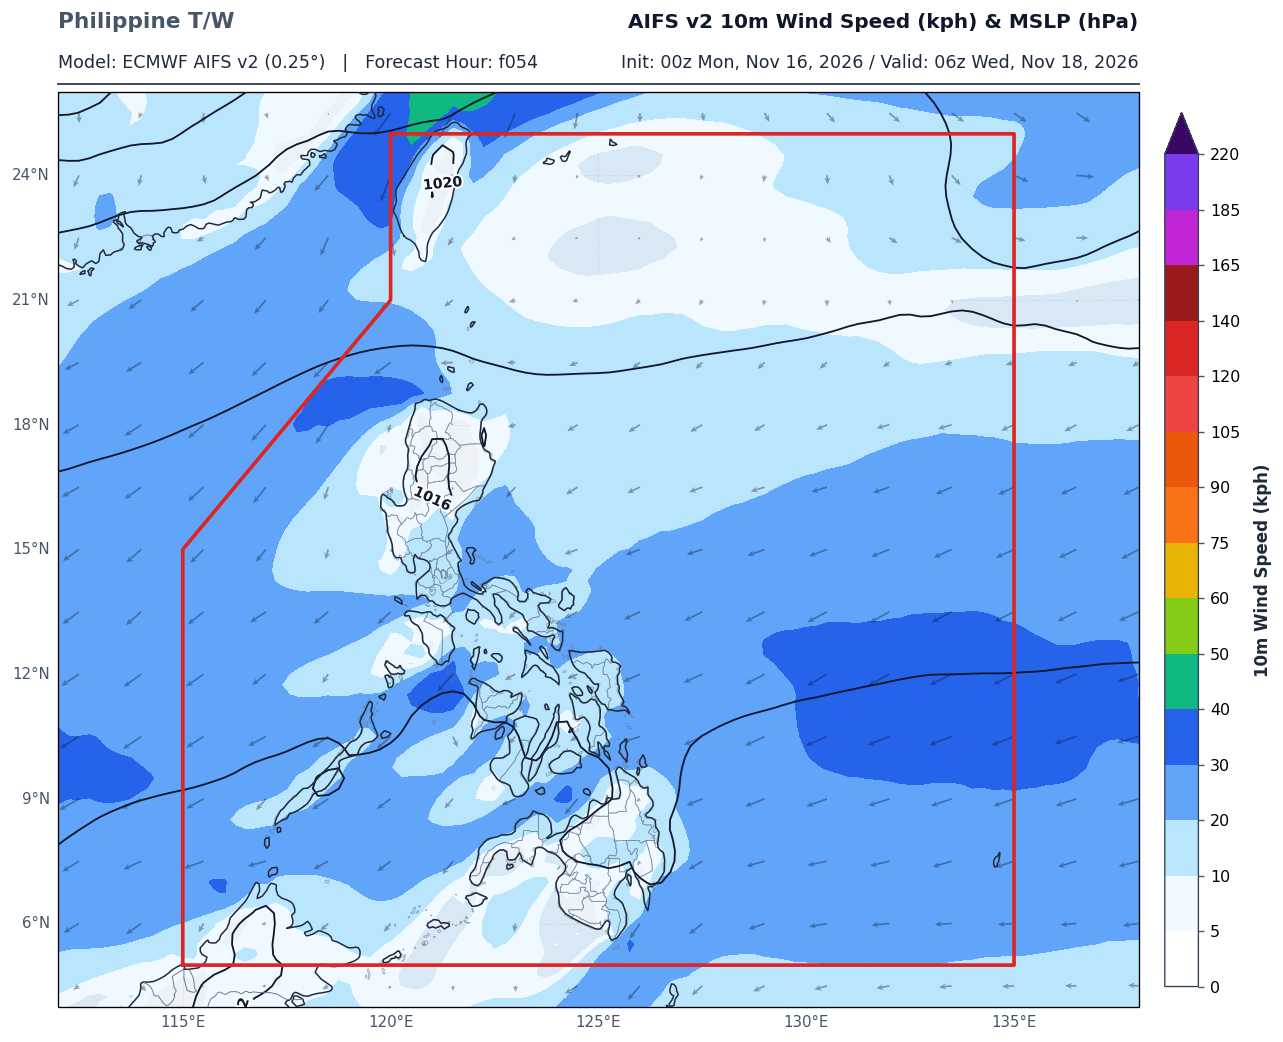 Philippine T/W
AIFS v2 10m Wind Speed (kph) & MSLP (hPa)
Model: ECMWF AIFS v2 (0.25°) | Forecast Hour: f054
Init: 00z Mon, Nov 16, 2026 / Valid: 06z Wed, Nov 18, 2026
24°N
21°N
18°N
15°N
12°N
9°N
6°N
1020
1016
2
115°E
120°E
125°E
130°E
135°E
220
185
165
140
120
105
90
75
60
50
40
30
20
10
5
0
10m Wind Speed (kph)